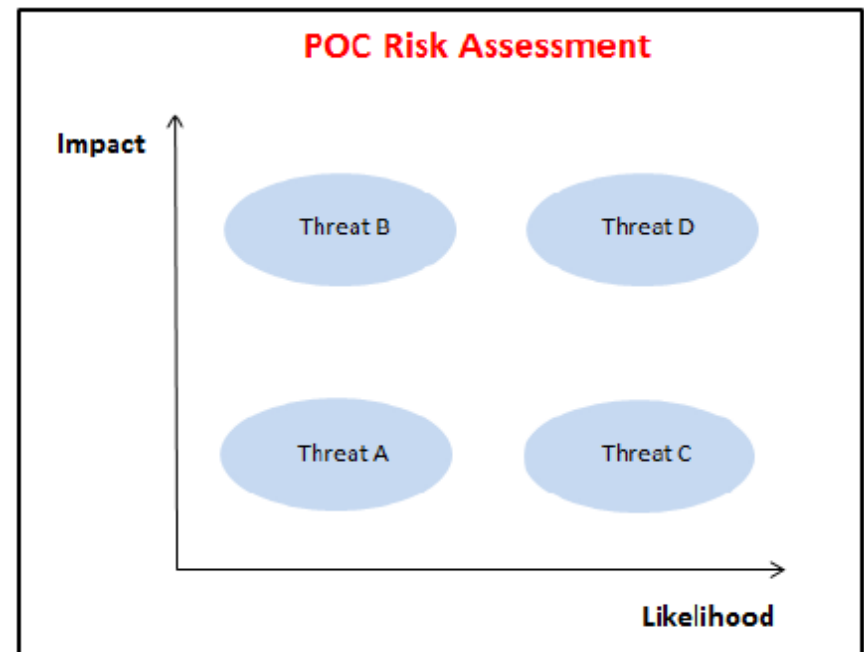 POC Risk Assessment
Impact
Threat B
Threat D
Threat A
Threat C
Likelihood